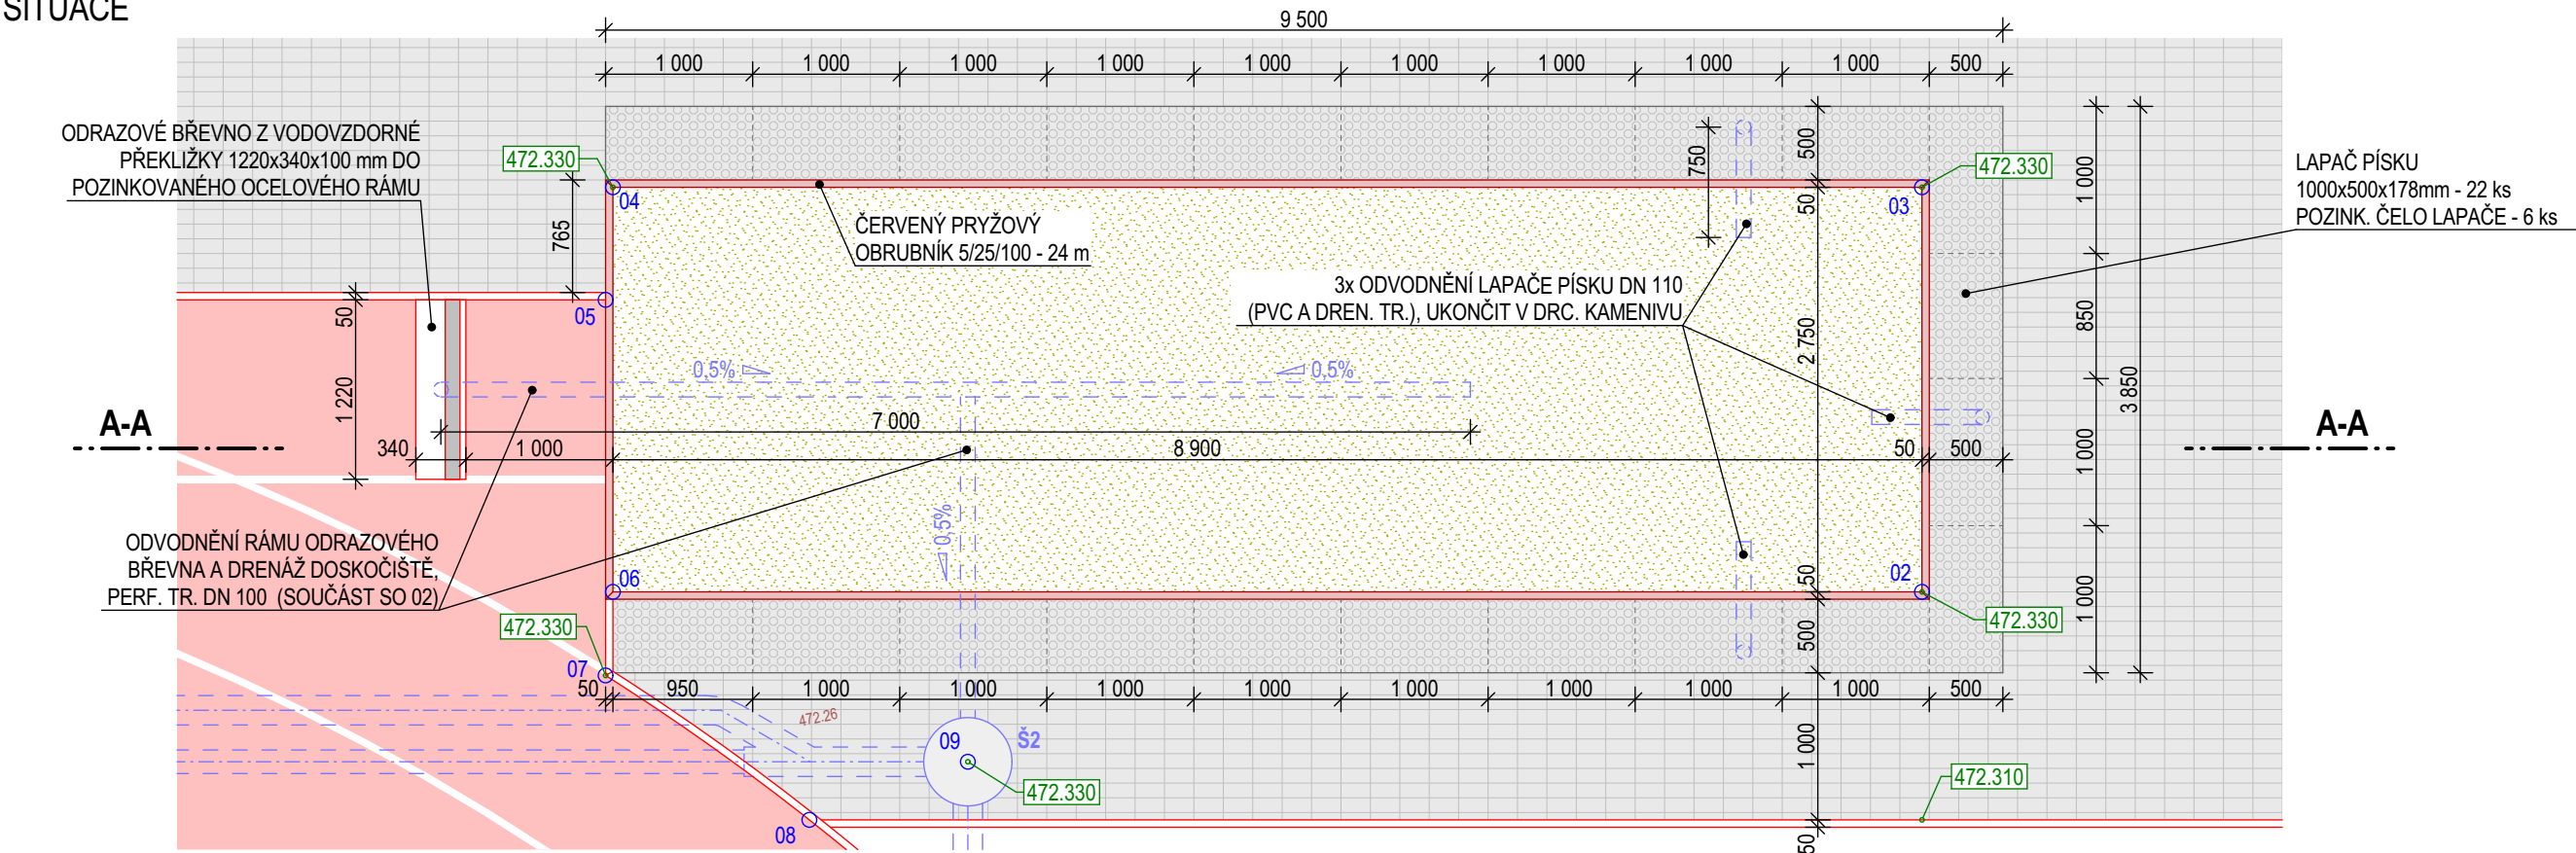 SITUACE
9 500
1 000 1 000 1 000 1 000 1 000 1 000 1 000 1 000 1 000 500
ODRAZOVÉ BŘEVNO Z VODOVZDORNÉ
PŘEKLIŽKY 1220x340x100 mm DO
POZINKOVANÉHO OCELOVÉHO RÁMU
472.330
472.330
LAPAČ PÍSKU
1000x500x178mm - 22 ks
POZINK. ČELO LAPAČE - 6 ks
04
03
765
750
500
50
1 000
ČERVENÝ PRYŽOVÝ
OBRUBNÍK 5/25/100 - 24 m
3x ODVODNĚNÍ LAPAČE PÍSKU DN 110
(PVC A DREN. TR.), UKONČIT V DRC. KAMENIVU
05
50
850
2 750
0,5%
0,5%
1 220
3 850
A-A
A-A
7 000
340
1 000
8 900
50
500
1 000
0.5%
ODVODNĚNÍ RÁMU ODRAZOVÉHO
BŘEVNA A DRENÁŽ DOSKOČIŠTĚ,
PERF. TR. DN 100 (SOUČÁST SO 02)
06
02
50
1 000
472.330
472.330
500
07
50 950 1 000 1 000 1 000 1 000 1 000 1 000 1 000 500
472.26
09
Š2
1 000
472.330
472.310
08
50